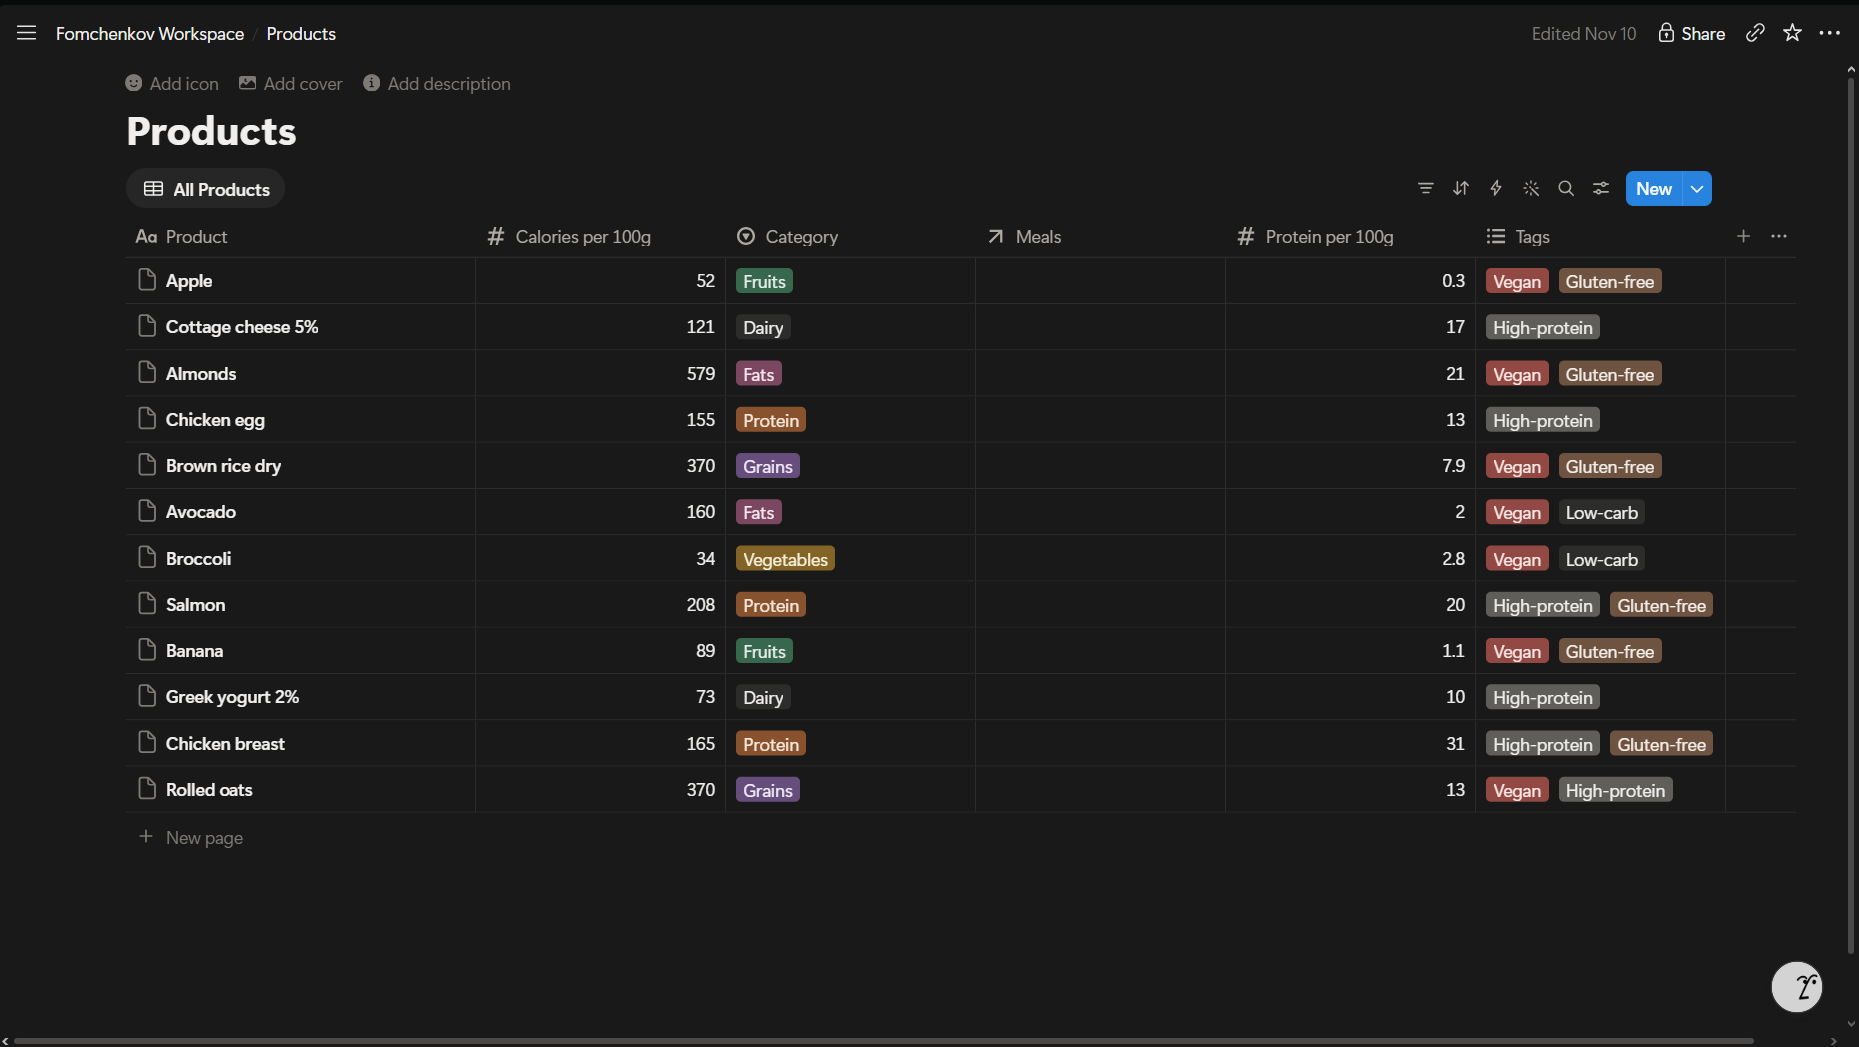 Fomchenkov Workspace / Products
Edited Nov 10 Share
Add icon Add cover Add description
Products
All Products
New
Aa Product # Calories per 100g Category Meals # Protein per 100g Tags
Apple 52 Fruits 0.3 Vegan Gluten-free
Cottage cheese 5% 121 Dairy 17 High-protein
Almonds 579 Fats 21 Vegan Gluten-free
Chicken egg 155 Protein 13 High-protein
Brown rice dry 370 Grains 7.9 Vegan Gluten-free
Avocado 160 Fats 2 Vegan Low-carb
Broccoli 34 Vegetables 2.8 Vegan Low-carb
Salmon 208 Protein 20 High-protein Gluten-free
Banana 89 Fruits 1.1 Vegan Gluten-free
Greek yogurt 2% 73 Dairy 10 High-protein
Chicken breast 165 Protein 31 High-protein Gluten-free
Rolled oats 370 Grains 13 Vegan High-protein
+ New page